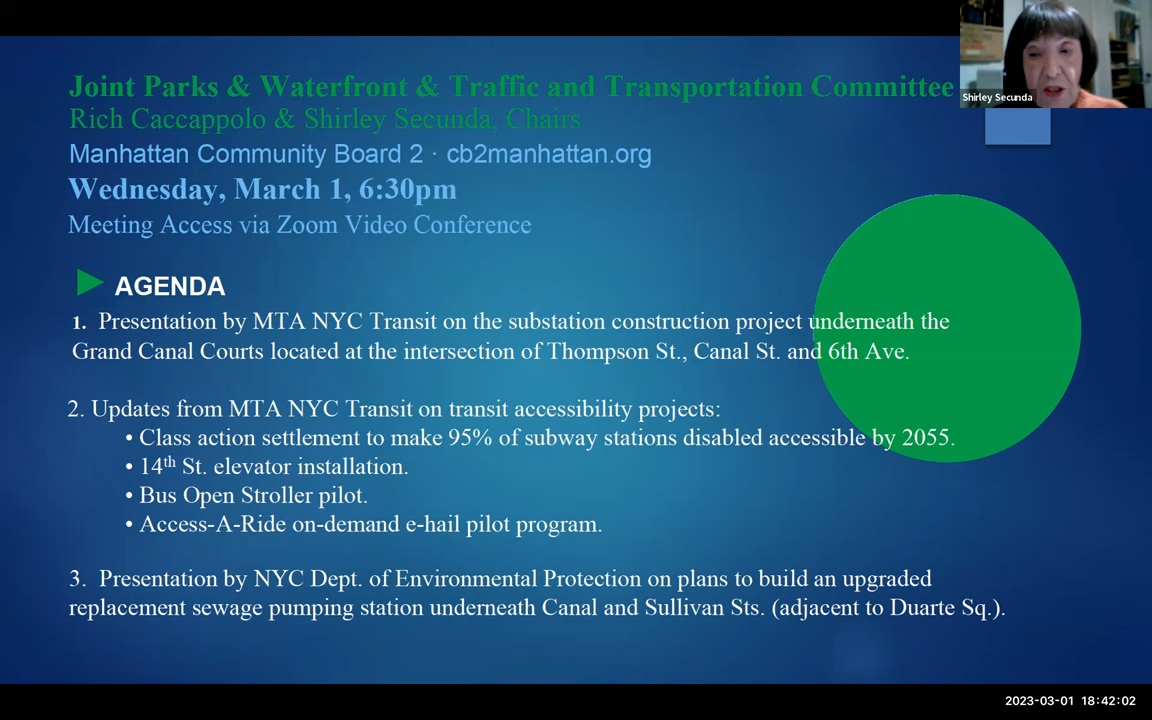 Joint Parks & Waterfront & Traffic and Transportation Committee
Shirley Secunda
Rich Caccappolo & Shirley Secunda, Chairs
Manhattan Community Board 2 · cb2manhattan.org
Wednesday, March 1, 6:30pm
Meeting Access via Zoom Video Conference
AGENDA
1. Presentation by MTA NYC Transit on the substation construction project underneath the
Grand Canal Courts located at the intersection of Thompson St., Canal St. and 6th Ave.
2. Updates from MTA NYC Transit on transit accessibility projects:
• Class action settlement to make 95% of subway stations disabled accessible by 2055.
• 14th St. elevator installation.
• Bus Open Stroller pilot.
• Access-A-Ride on-demand e-hail pilot program.
3. Presentation by NYC Dept. of Environmental Protection on plans to build an upgraded
replacement sewage pumping station underneath Canal and Sullivan Sts. (adjacent to Duarte Sq.).
2023-03-01 18:42:02